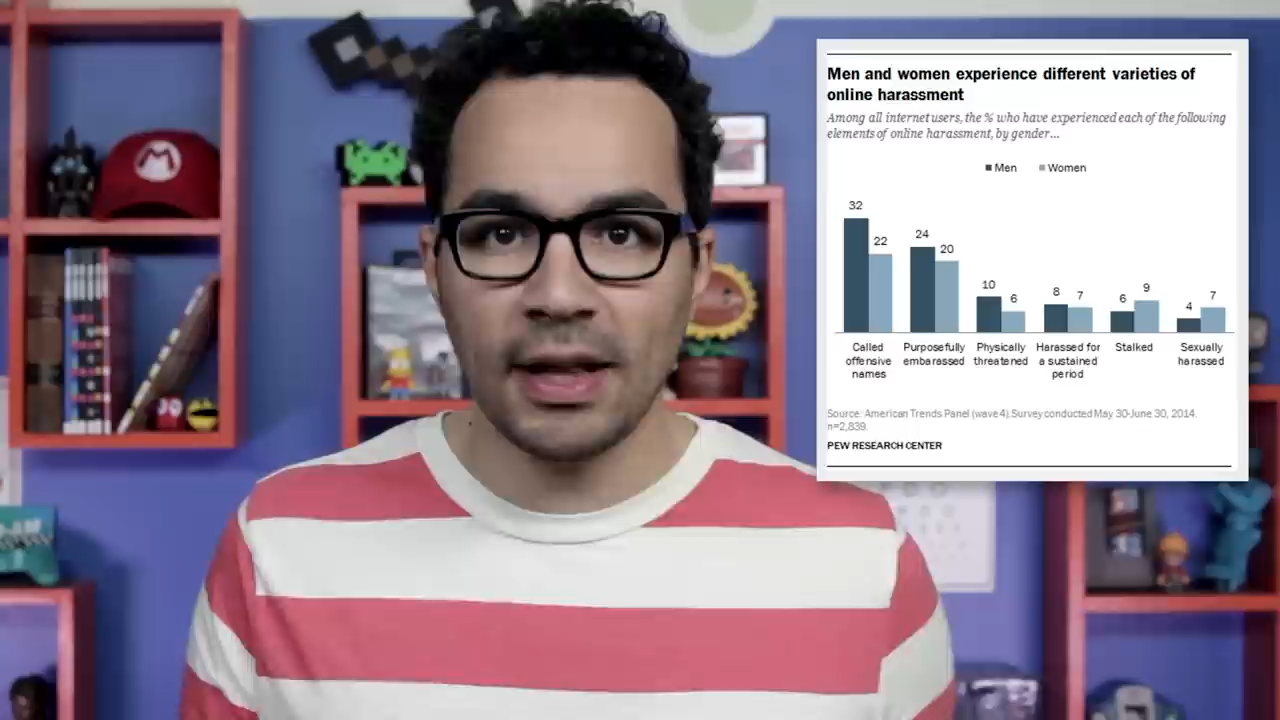 M
Men and women experience different varieties of
online harassment
Among all internet users, the % who have experienced each of the following
elements of online harassment, by gender...
Men Women
32
22
24
20
10
6
8
7
6
9
4
7
Called
offensive
names
Purposefully
embarassed
Physically
threatened
Harassed for
a sustained
period
Stalked
Sexually
harassed
Source: American Trends Panel (wave 4). Survey conducted May 30-June 30, 2014.
n=2,839.
PEW RESEARCH CENTER